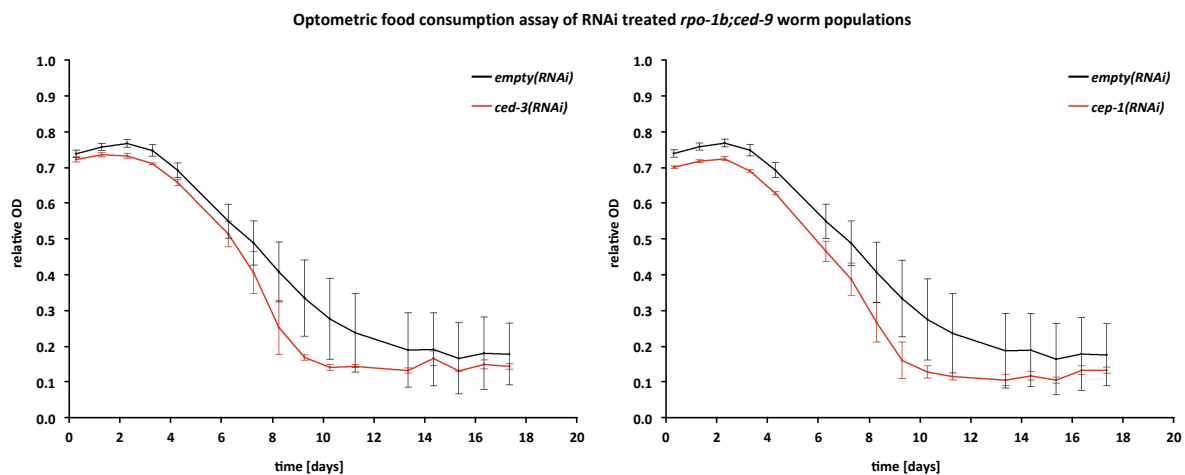 Optometric food consumption assay of RNAi treated rpo-1b;ced-9 worm populations
1.0
0.9
0.8
0.7
0.6
0.5
0.4
0.3
0.2
0.1
0.0
relative OD
empty(RNAi)
ced-3(RNAi)
0 2 4 6 8 10 12 14 16 18 20
time [days]
1.0
0.9
0.8
0.7
0.6
0.5
0.4
0.3
0.2
0.1
0.0
relative OD
empty(RNAi)
cep-1(RNAi)
0 2 4 6 8 10 12 14 16 18 20
time [days]